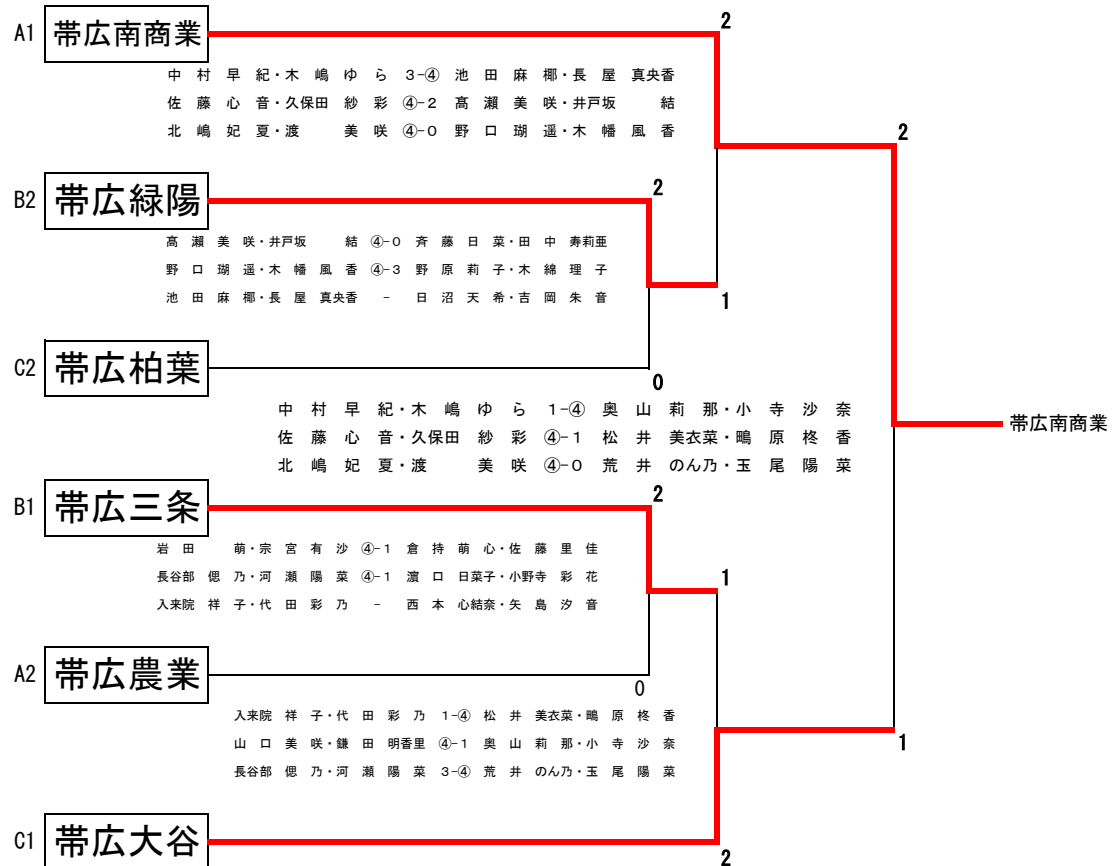 2
A1 帯広南商業
中 村 早 紀・木 嶋 ゆ ら 3-④ 池 田 麻 椰・長 屋 真央香
佐 藤 心 音・久保田 紗 彩 ④-2 髙 瀬 美 咲・井戸坂 結
北 嶋 妃 夏・渡 美 咲 ④-0 野 口 瑚 遥・木 幡 風 香
2
B2 帯広緑陽 2
髙 瀬 美 咲・井戸坂 結 ④-0 斉 藤 日 菜・田 中 寿莉亜
野 口 瑚 遥・木 幡 風 香 ④-3 野 原 莉 子・木 綿 理 子
池 田 麻 椰・長 屋 真央香 - 日 沼 天 希・吉 岡 朱 音
1
C2 帯広柏葉
0
中 村 早 紀・木 嶋 ゆ ら 1-④ 奥 山 莉 那・小 寺 沙 奈
佐 藤 心 音・久保田 紗 彩 ④-1 松 井 美衣菜・鴫 原 柊 香
北 嶋 妃 夏・渡 美 咲 ④-0 荒 井 のん乃・玉 尾 陽 菜
帯広南商業
B1 帯広三条 2
岩 田 萌・宗 宮 有 沙 ④-1 倉 持 萌 心・佐 藤 里 佳
長谷部 偲 乃・河 瀬 陽 菜 ④-1 濵 口 日菜子・小野寺 彩 花
入来院 祥 子・代 田 彩 乃 - 西 本 心結奈・矢 島 汐 音
1
A2 帯広農業
0
入来院 祥 子・代 田 彩 乃 1-④ 松 井 美衣菜・鴫 原 柊 香
山 口 美 咲・鎌 田 明香里 ④-1 奥 山 莉 那・小 寺 沙 奈
長谷部 偲 乃・河 瀬 陽 菜 3-④ 荒 井 のん乃・玉 尾 陽 菜
1
C1 帯広大谷
2